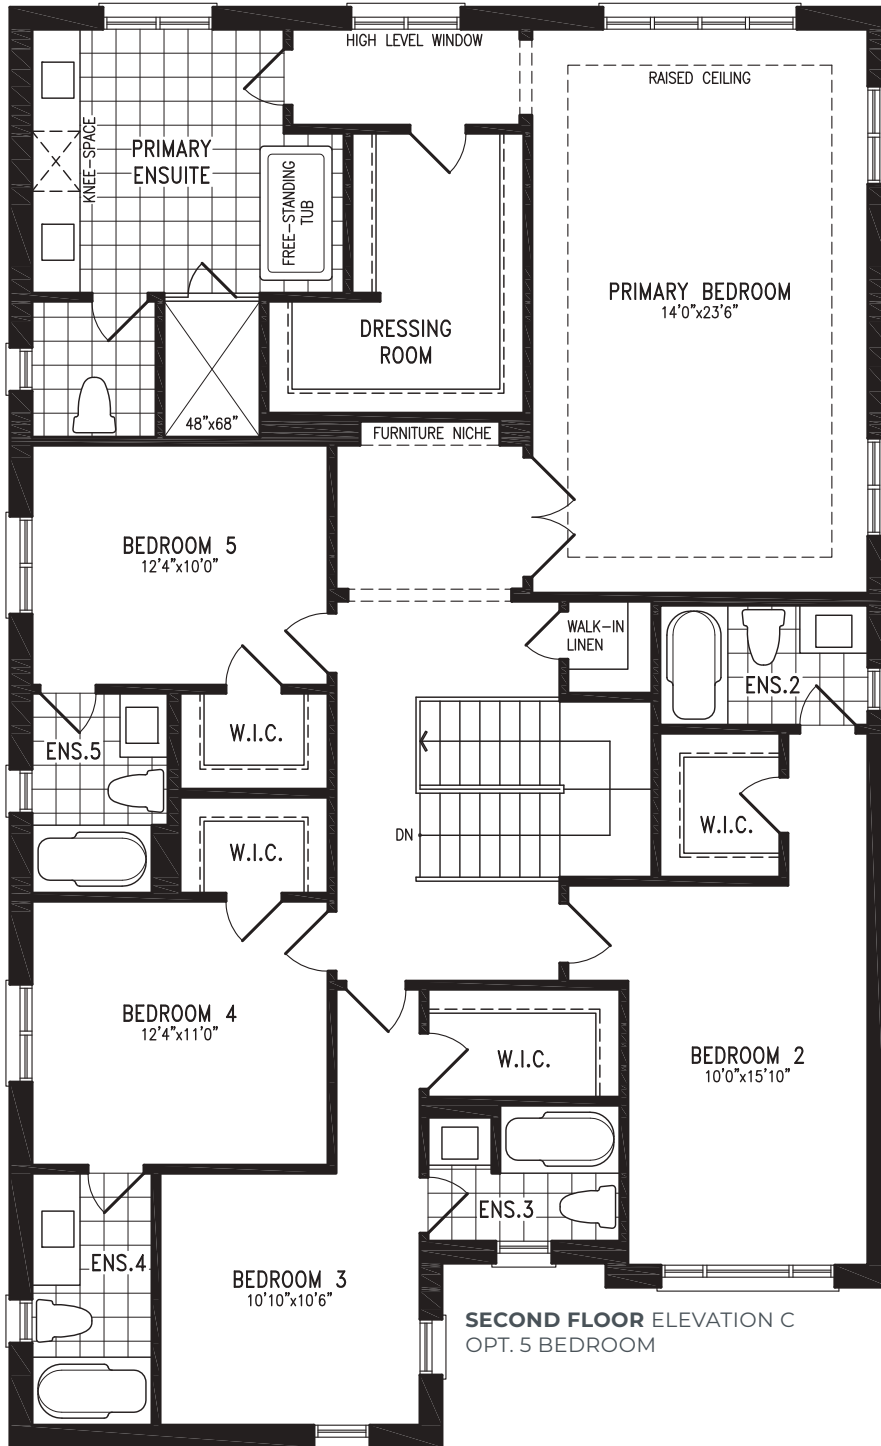 HIGH LEVEL WINDOW
RAISED CEILING
KNEE-SPACE
PRIMARY
ENSUITE
FREE-STANDING
TUB
PRIMARY BEDROOM
14'0"x23'6"
DRESSING
ROOM
48"x68"
FURNITURE NICHE
BEDROOM 5
12'4"x10'0"
WALK-IN
LINEN
ENS.2
ENS.5
W.I.C.
W.I.C.
W.I.C.
DN
BEDROOM 4
12'4"x11'0"
W.I.C.
BEDROOM 2
10'0"x15'10"
ENS.3
ENS.4
BEDROOM 3
10'10"x10'6"
SECOND FLOOR ELEVATION C
OPT. 5 BEDROOM